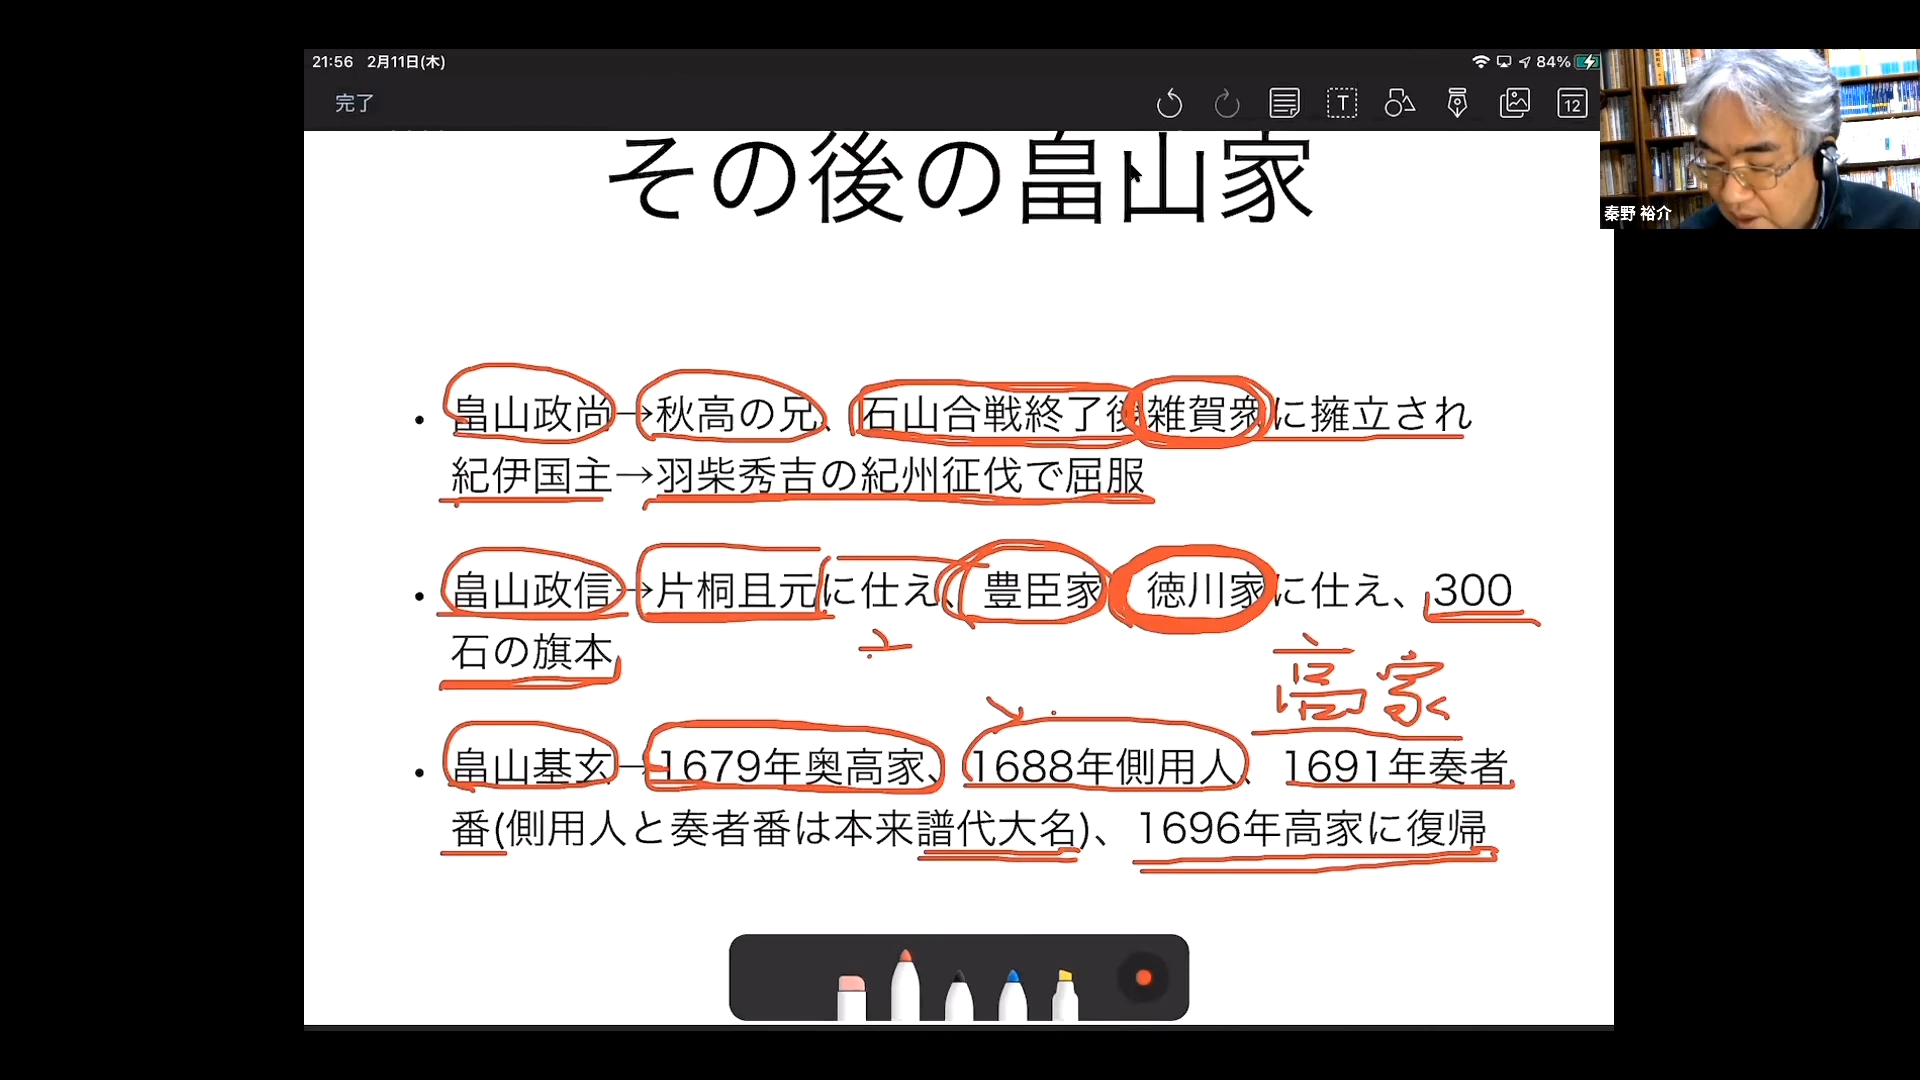 21:56 2月11日(木)
84%
完了
T
12
秦野 裕介
その後の畠山家
• 畠山政尚→秋高の兄、石山合戦終了後雑賀衆に擁立され
紀伊国主→羽柴秀吉の紀州征伐で屈服
• 畠山政信→片桐且元に仕え、豊臣家 徳川家に仕え、300
石の旗本
高家
• 畠山基玄→1679年奥高家、1688年側用人、1691年奏者
番(側用人と奏者番は本来譜代大名)、1696年高家に復帰